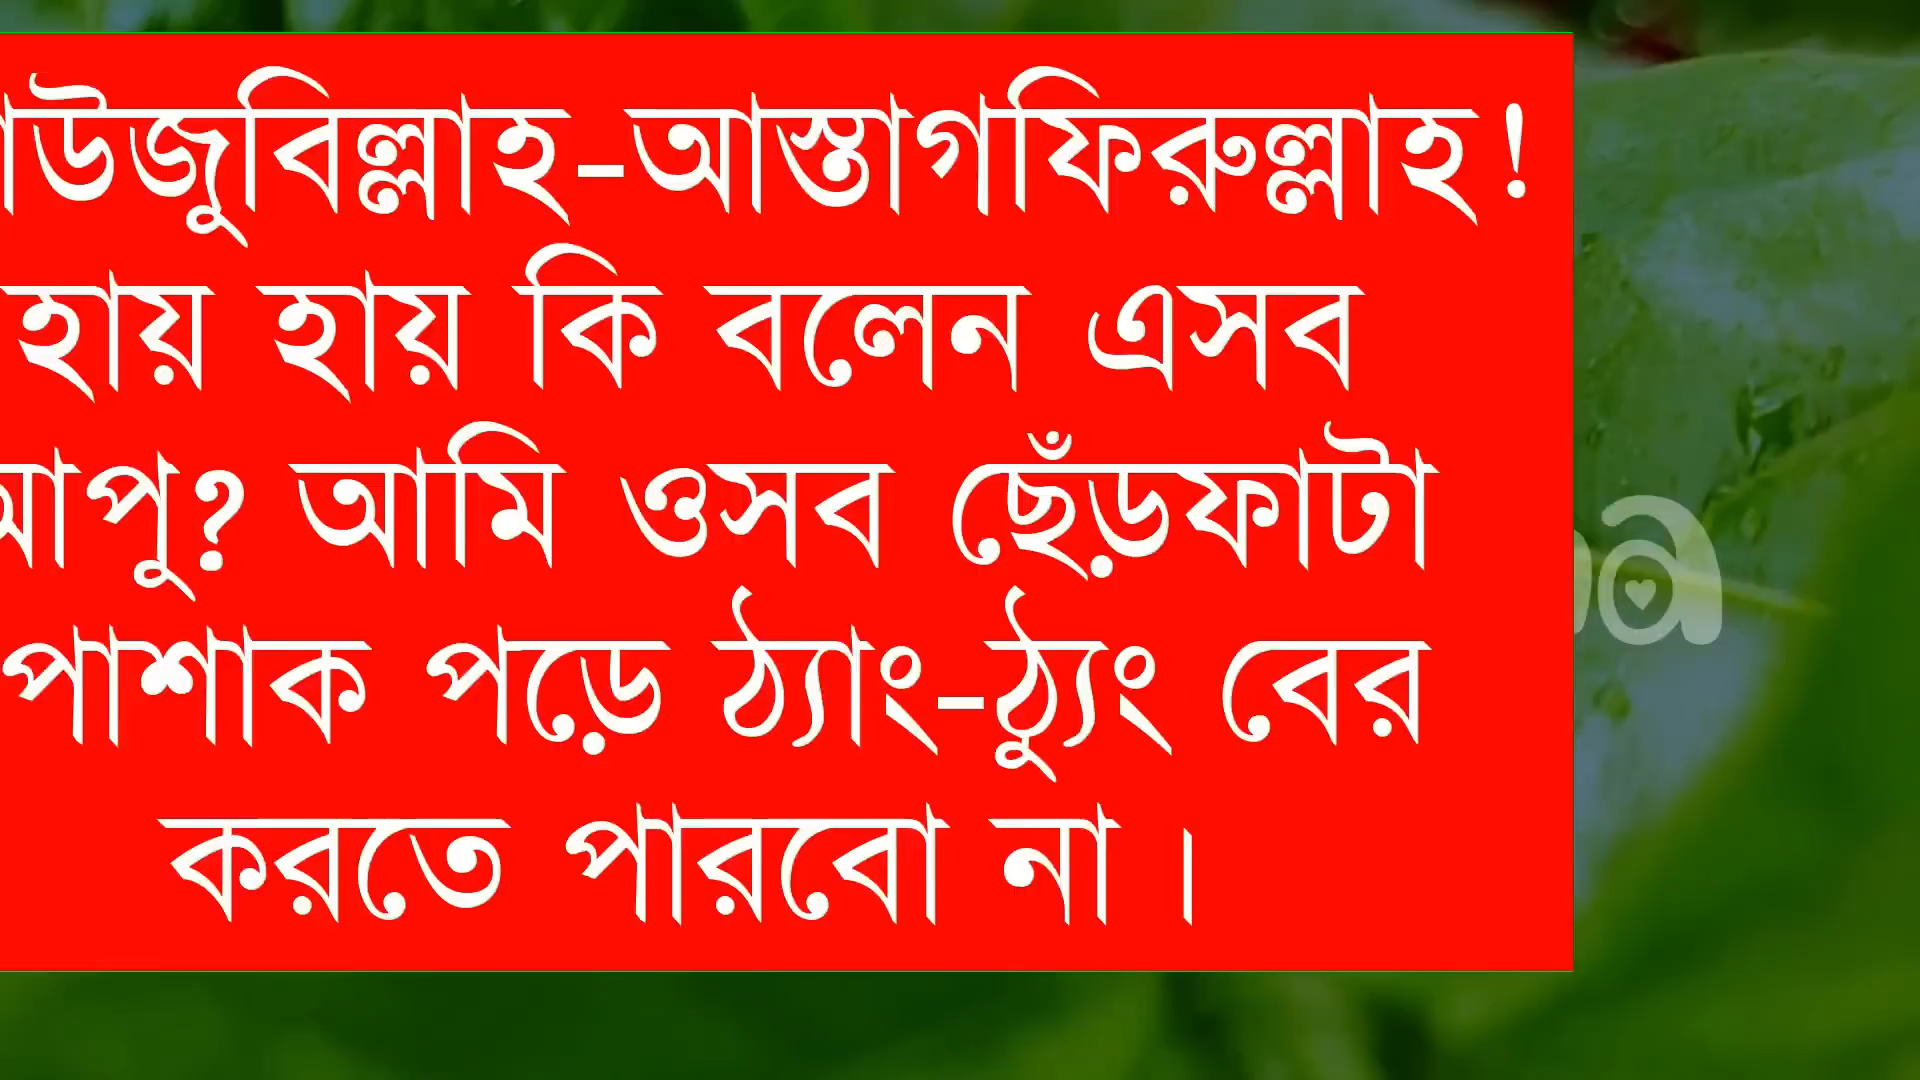 াউজুবিল্লাহ-আস্তাগফিরুল্লাহ!
হায় হায় কি বলেন এসব
আপু? আমি ওসব ছেঁড়ফাটা
পোশাক পড়ে ঠ্যাং-ঠ্যুং বের
করতে পারবো না।